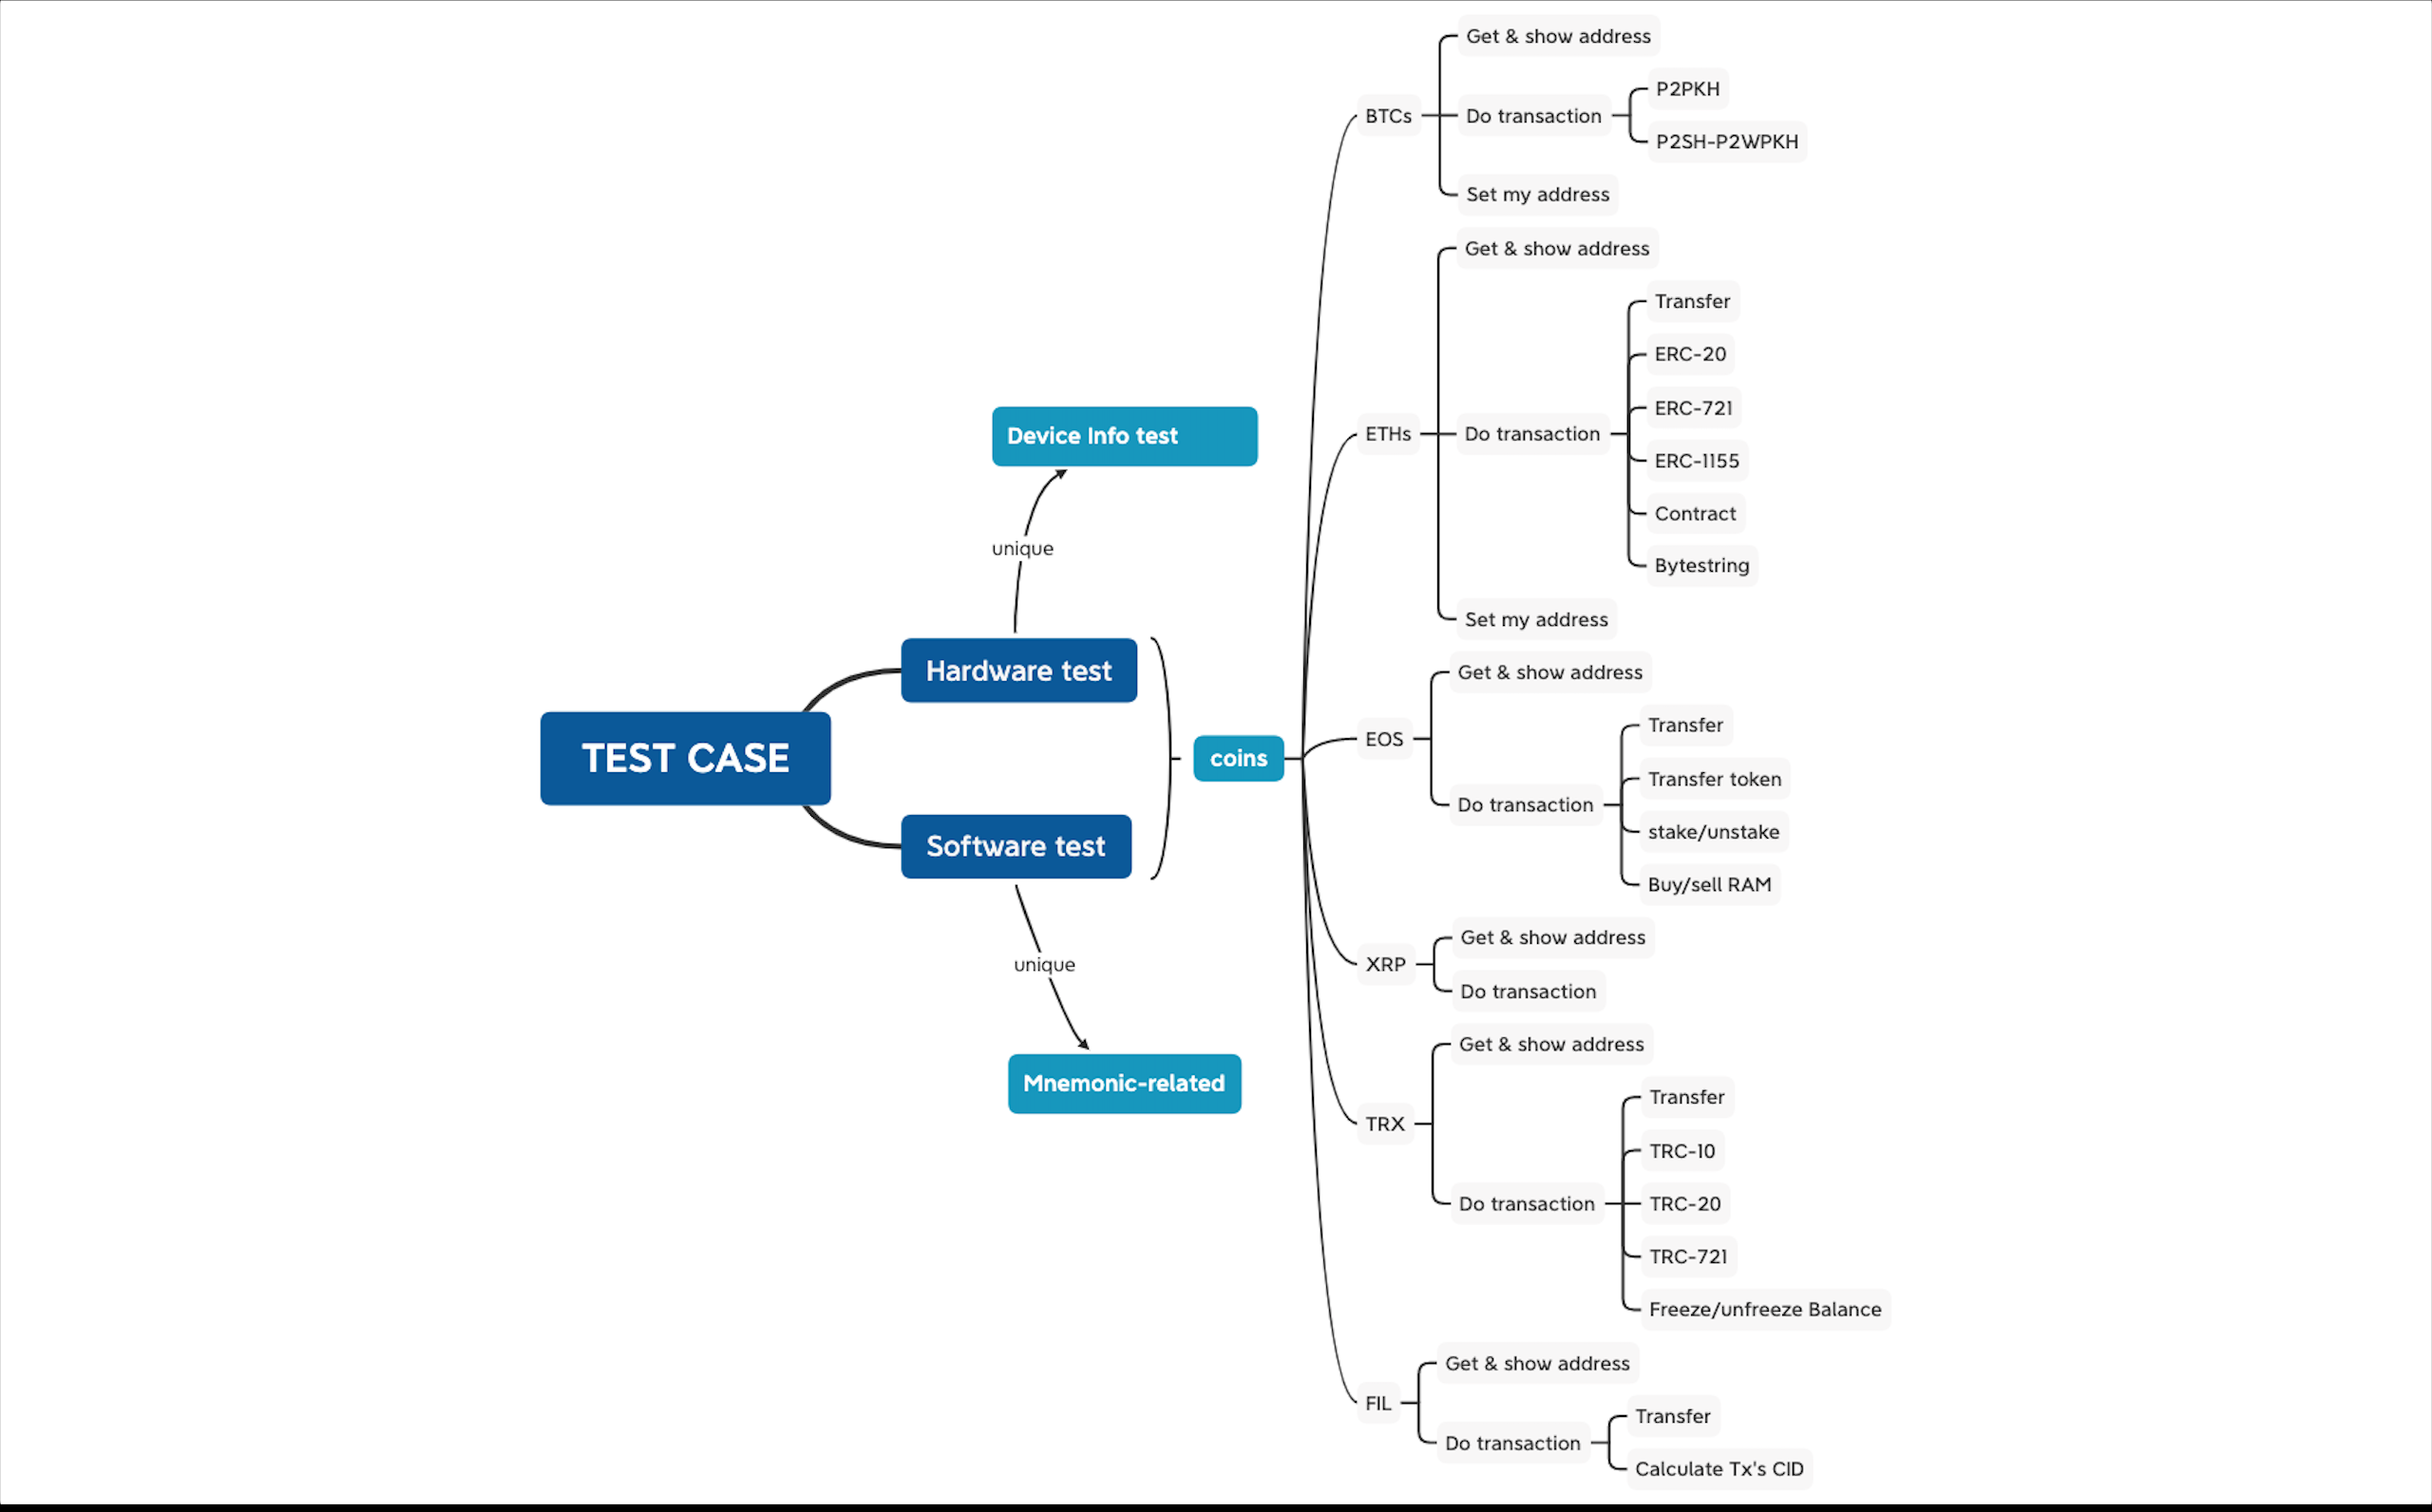 TEST CASE
Hardware test
unique
Device Info test
Software test
unique
Mnemonic-related
coins
BTCs
Get & show address
Do transaction
P2PKH
P2SH-P2WPKH
Set my address
ETHs
Get & show address
Do transaction
Transfer
ERC-20
ERC-721
ERC-1155
Contract
Bytestring
Set my address
EOS
Get & show address
Do transaction
Transfer
Transfer token
stake/unstake
Buy/sell RAM
XRP
Get & show address
Do transaction
TRX
Get & show address
Do transaction
Transfer
TRC-10
TRC-20
TRC-721
Freeze/unfreeze Balance
FIL
Get & show address
Do transaction
Transfer
Calculate Tx's CID